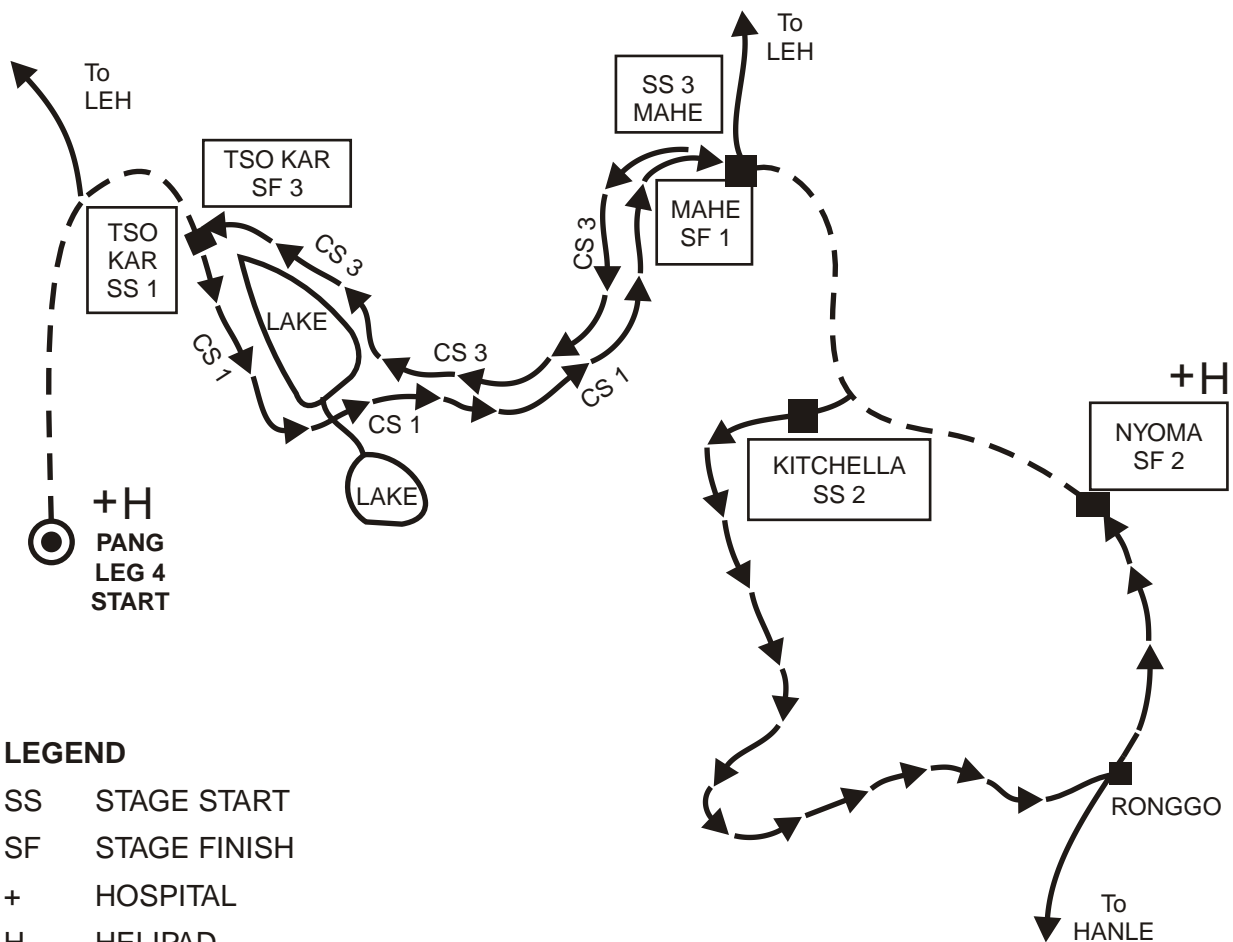 To
LEH
To
LEH
SS 3
MAHE
TSO KAR
SF 3
TSO
KAR
SS 1
MAHE
SF 1
CS 3
CS 3
LAKE
CS 1
CS 3
CS 1
CS 1
+H
NYOMA
SF 2
KITCHELLA
SS 2
LAKE
+H
PANG
LEG 4
START
RONGGO
To
HANLE
LEGEND
SS STAGE START
SF STAGE FINISH
+ HOSPITAL
H HELIPAD